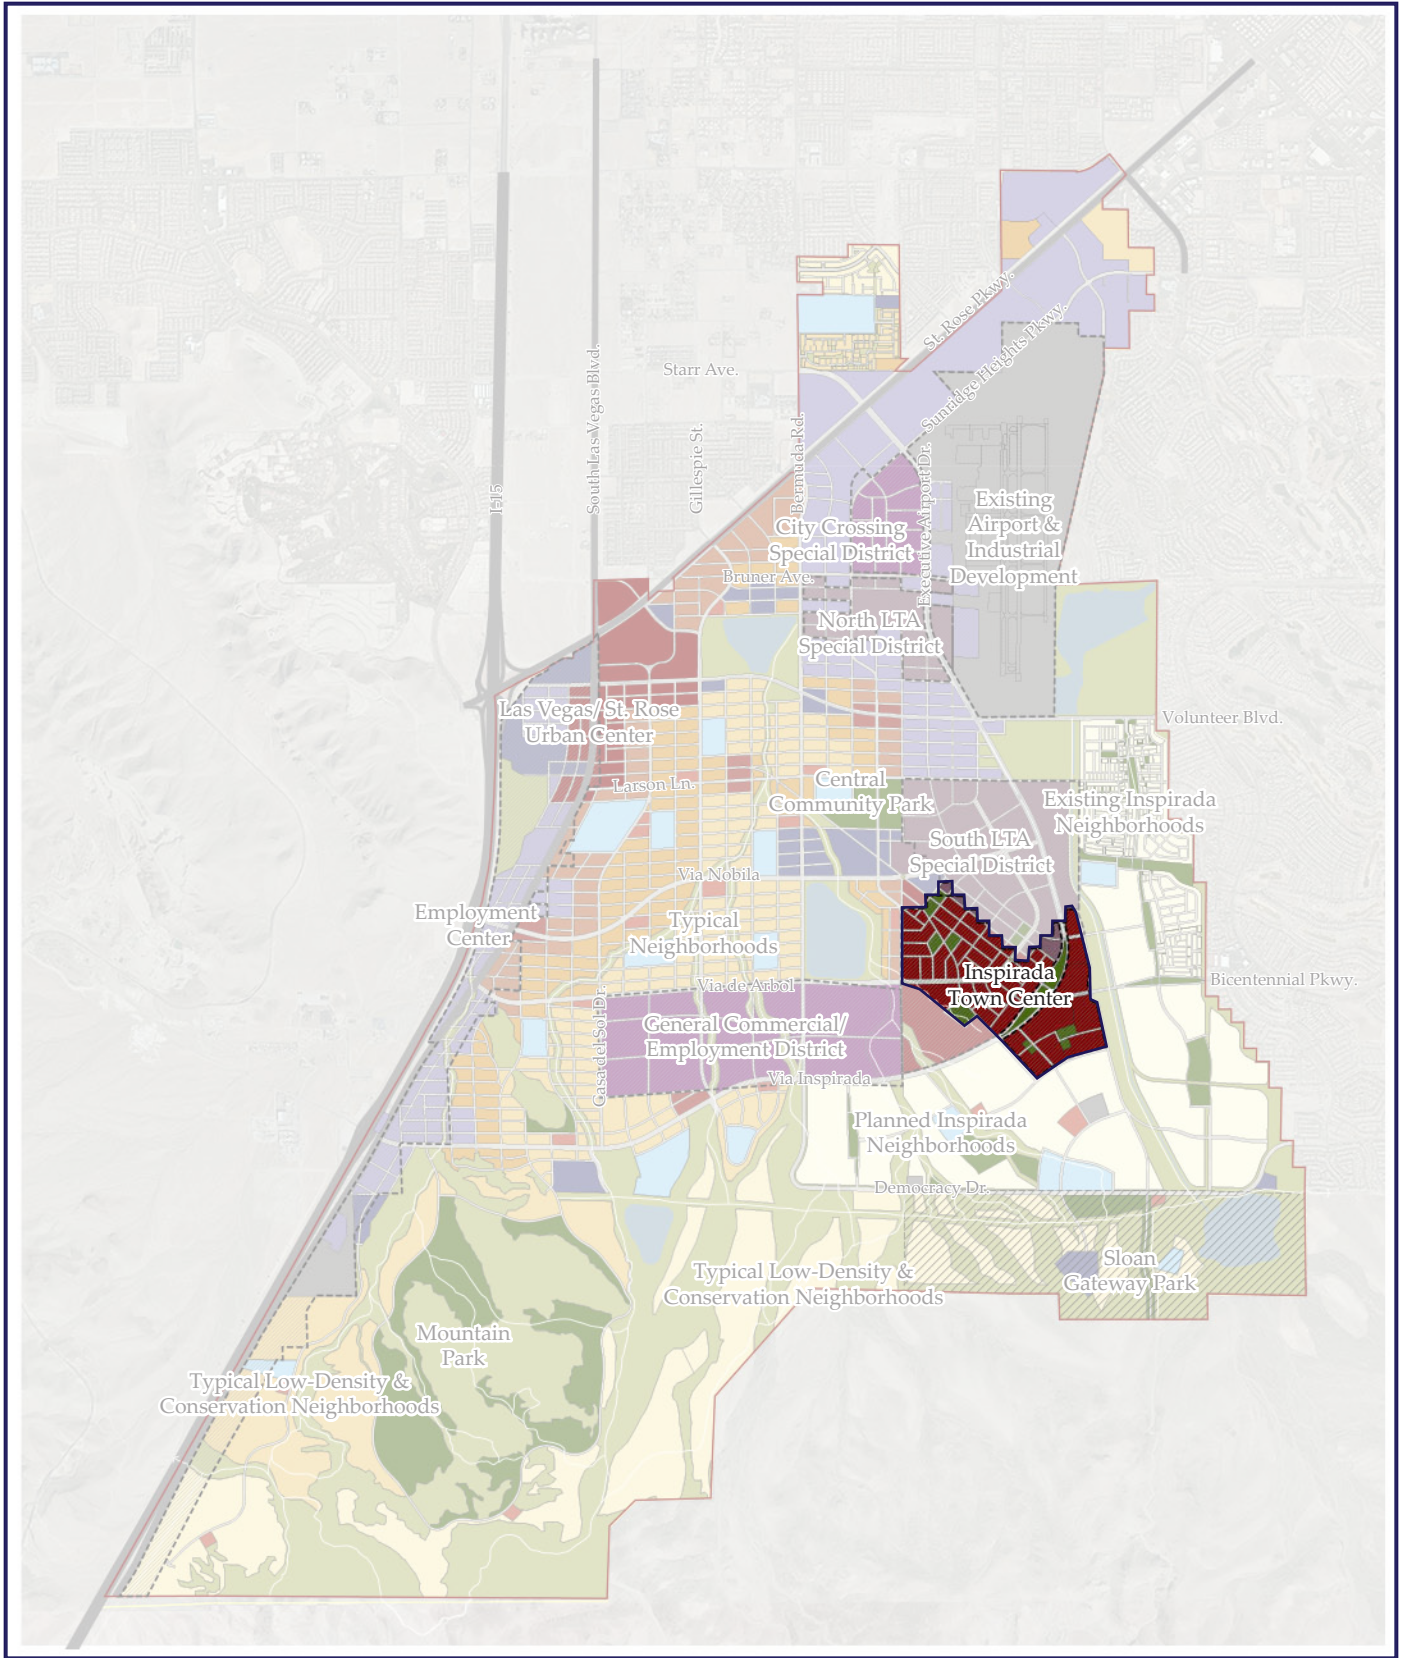 St. Rose Pkwy.
Sunridge Heights Pkwy.
Starr Ave.
I-15
South Las Vegas Blvd.
Gillespie St.
Bermuda Rd.
Executive Airport Dr.
City Crossing
Special District
Existing
Airport &
Industrial
Development
Bruner Ave.
North LTA
Special District
Las Vegas/St. Rose
Urban Center
Volunteer Blvd.
Larson Ln.
Central
Community Park
Existing Inspirada
Neighborhoods
South LTA
Special District
Via Nobila
Employment
Center
Typical
Neighborhoods
Inspirada
Town Center
Bicentennial Pkwy.
Via de Arbol
Casa del Sol Dr.
General Commercial/
Employment District
Via Inspirada
Planned Inspirada
Neighborhoods
Democracy Dr.
Typical Low-Density &
Conservation Neighborhoods
Sloan
Gateway Park
Mountain
Park
Typical Low-Density &
Conservation Neighborhoods